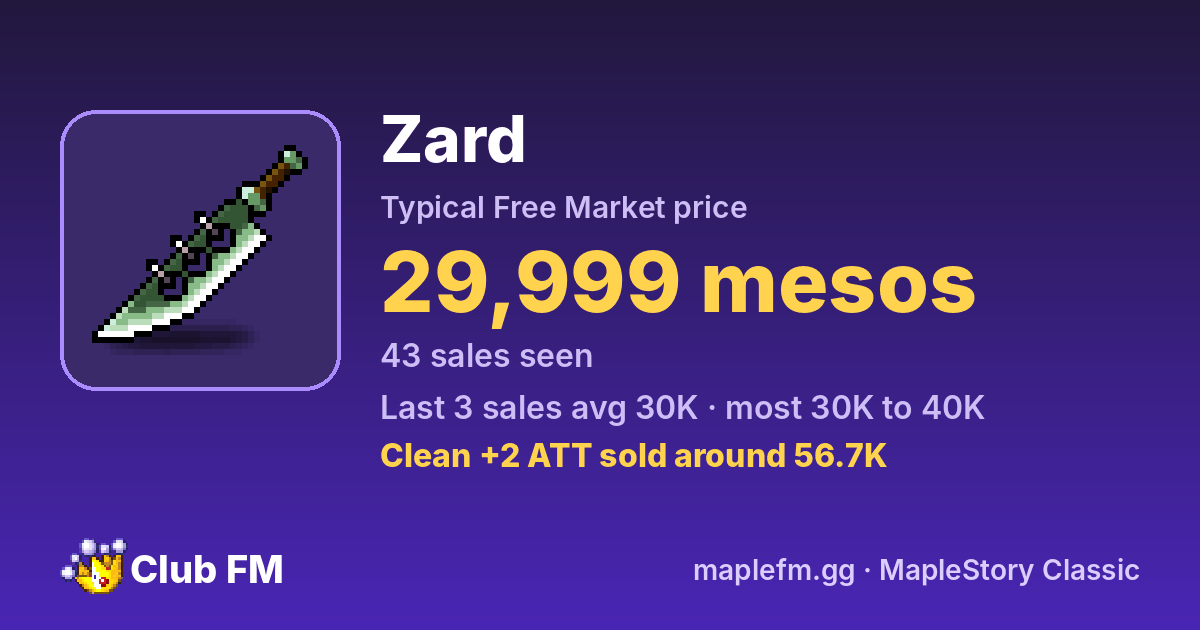 Zard
Typical Free Market price
29,999 mesos
43 sales seen
Last 3 sales avg 30K · most 30K to 40K
Clean +2 ATT sold around 56.7K
Club FM
maplefm.gg · MapleStory Classic